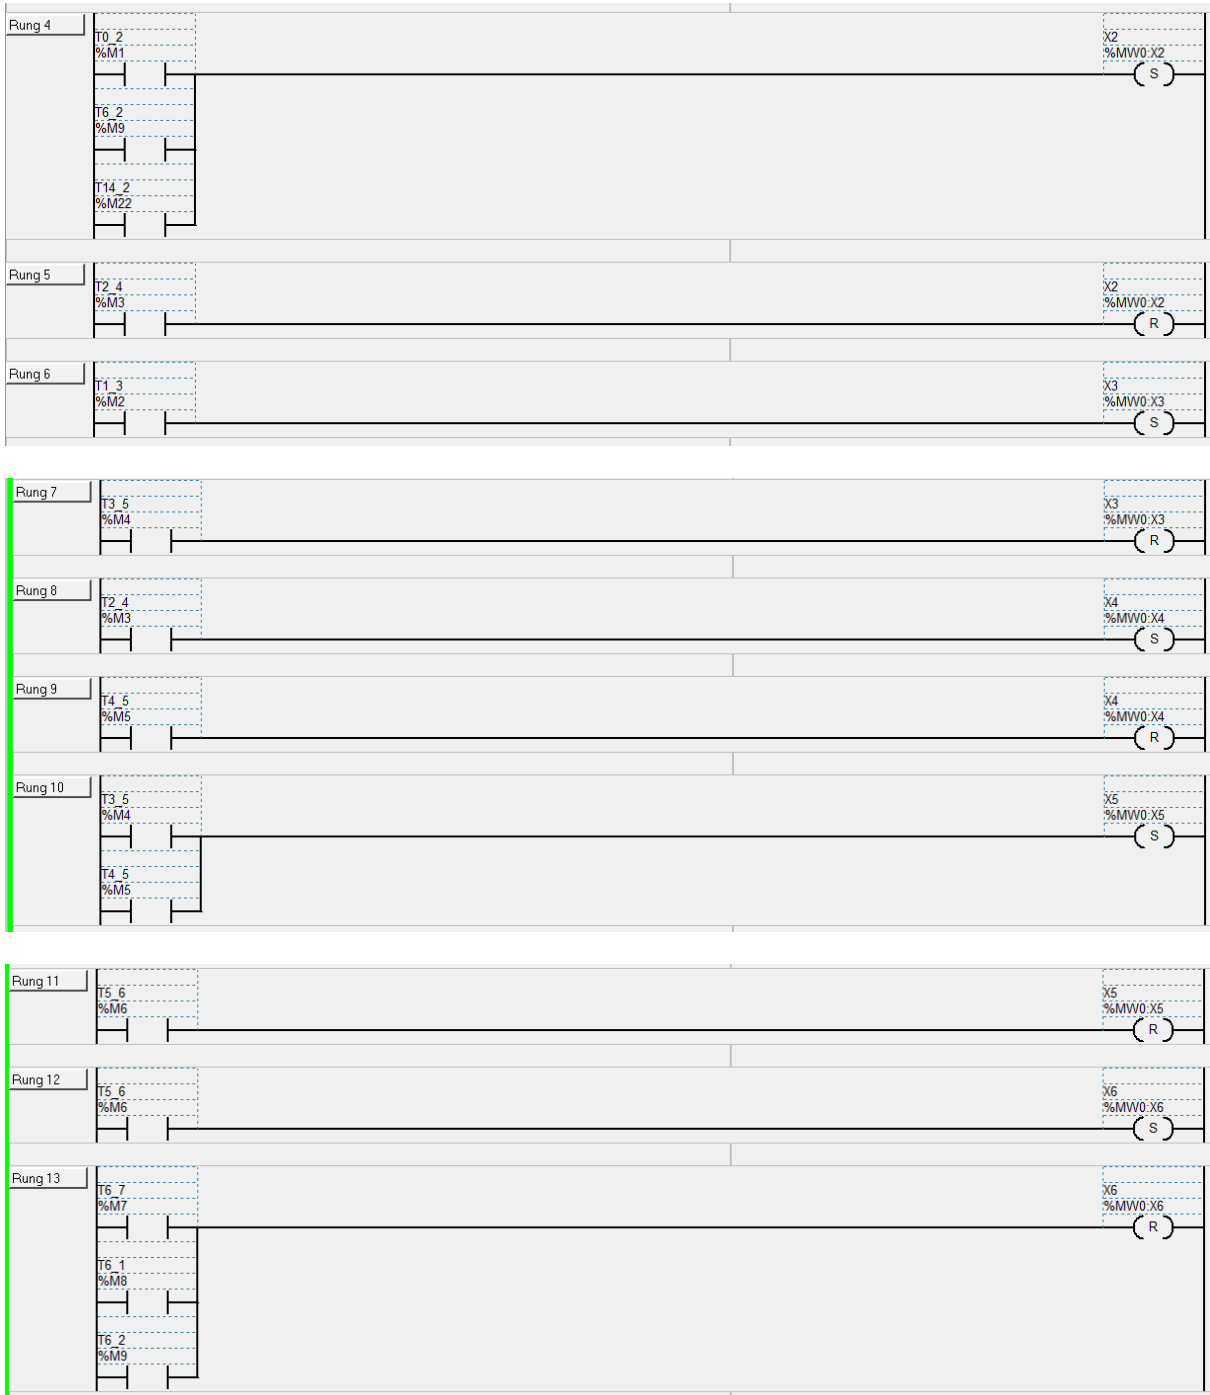 Rung 4
T0_2
%M1
X2
%MW0:X2
S
T6_2
%M9
T14_2
%M22
Rung 5
T2_4
%M3
X2
%MW0:X2
R
Rung 6
T1_3
%M2
X3
%MW0:X3
S
Rung 7
T3_5
%M4
X3
%MW0:X3
R
Rung 8
T2_4
%M3
X4
%MW0:X4
S
Rung 9
T4_5
%M5
X4
%MW0:X4
R
Rung 10
T3_5
%M4
X5
%MW0:X5
S
T4_5
%M5
Rung 11
T5_6
%M6
X5
%MW0:X5
R
Rung 12
T5_6
%M6
X6
%MW0:X6
S
Rung 13
T6_7
%M7
X6
%MW0:X6
R
T6_1
%M8
T6_2
%M9